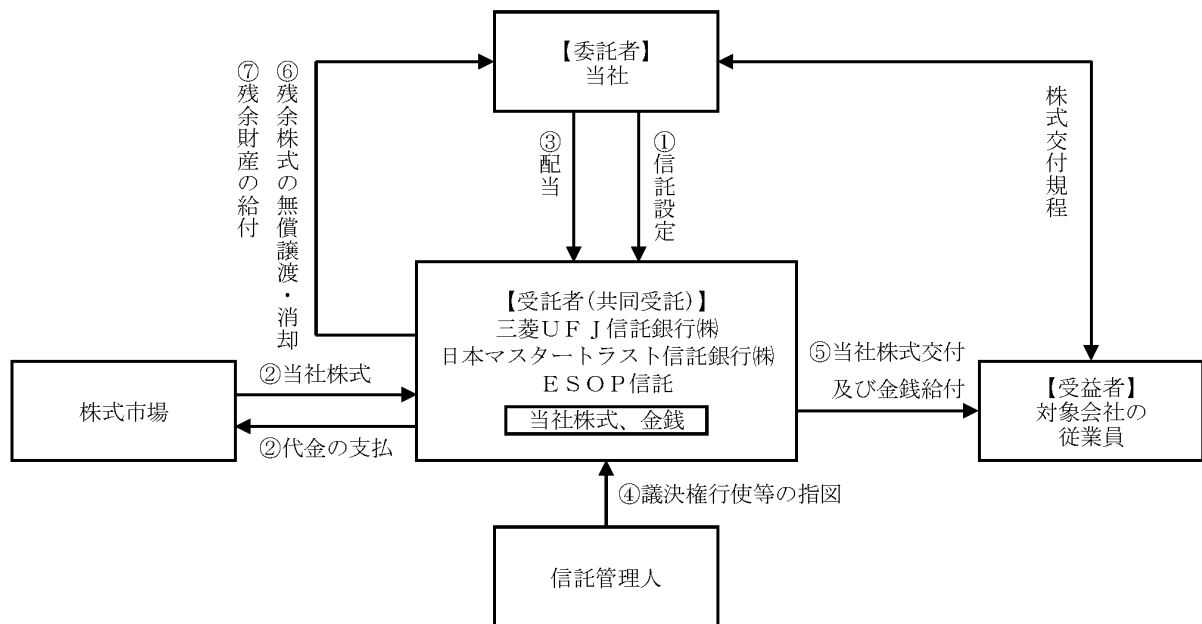 【委託者】
当社
⑦残余財産の給付
⑥残余株式の無償譲渡・消却
③配当
①信託設定
株式交付規程
【受託者(共同受託)】
三菱UFJ信託銀行㈱
日本マスタートラスト信託銀行㈱
ESOP信託
当社株式、金銭
株式市場
②当社株式
②代金の支払
⑤当社株式交付
及び金銭給付
【受益者】
対象会社の
従業員
④議決権行使等の指図
信託管理人